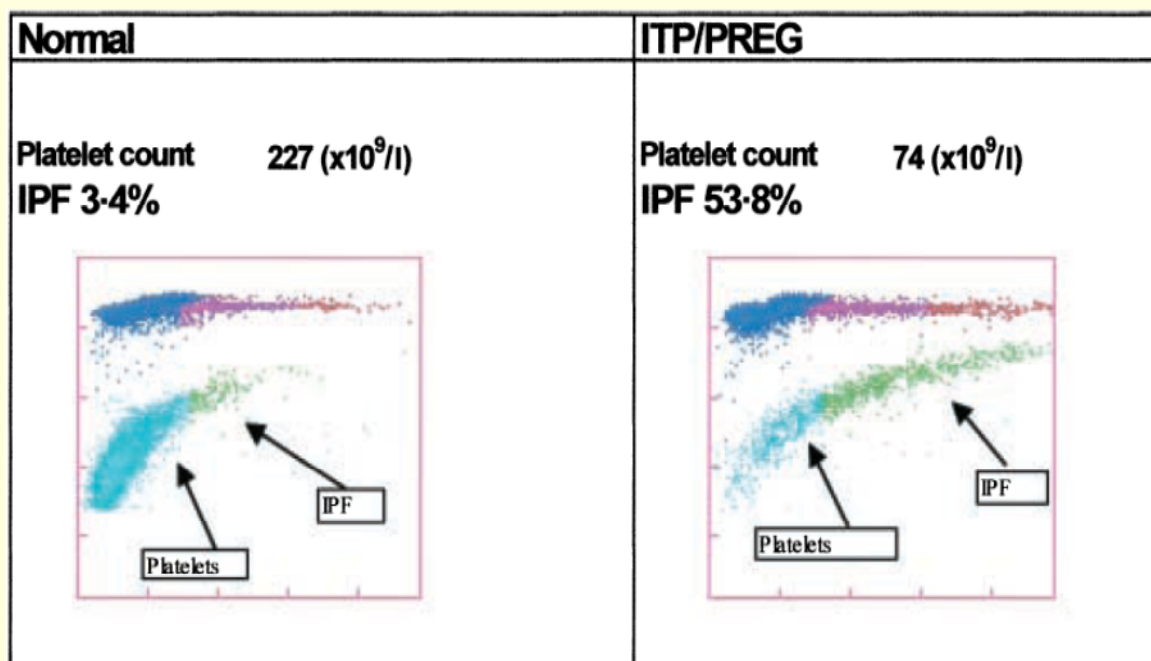 Normal
Platelet count 227 (x10⁹/l)
IPF 3·4%
IPF
Platelets
ITP/PREG
Platelet count 74 (x10⁹/l)
IPF 53·8%
IPF
Platelets